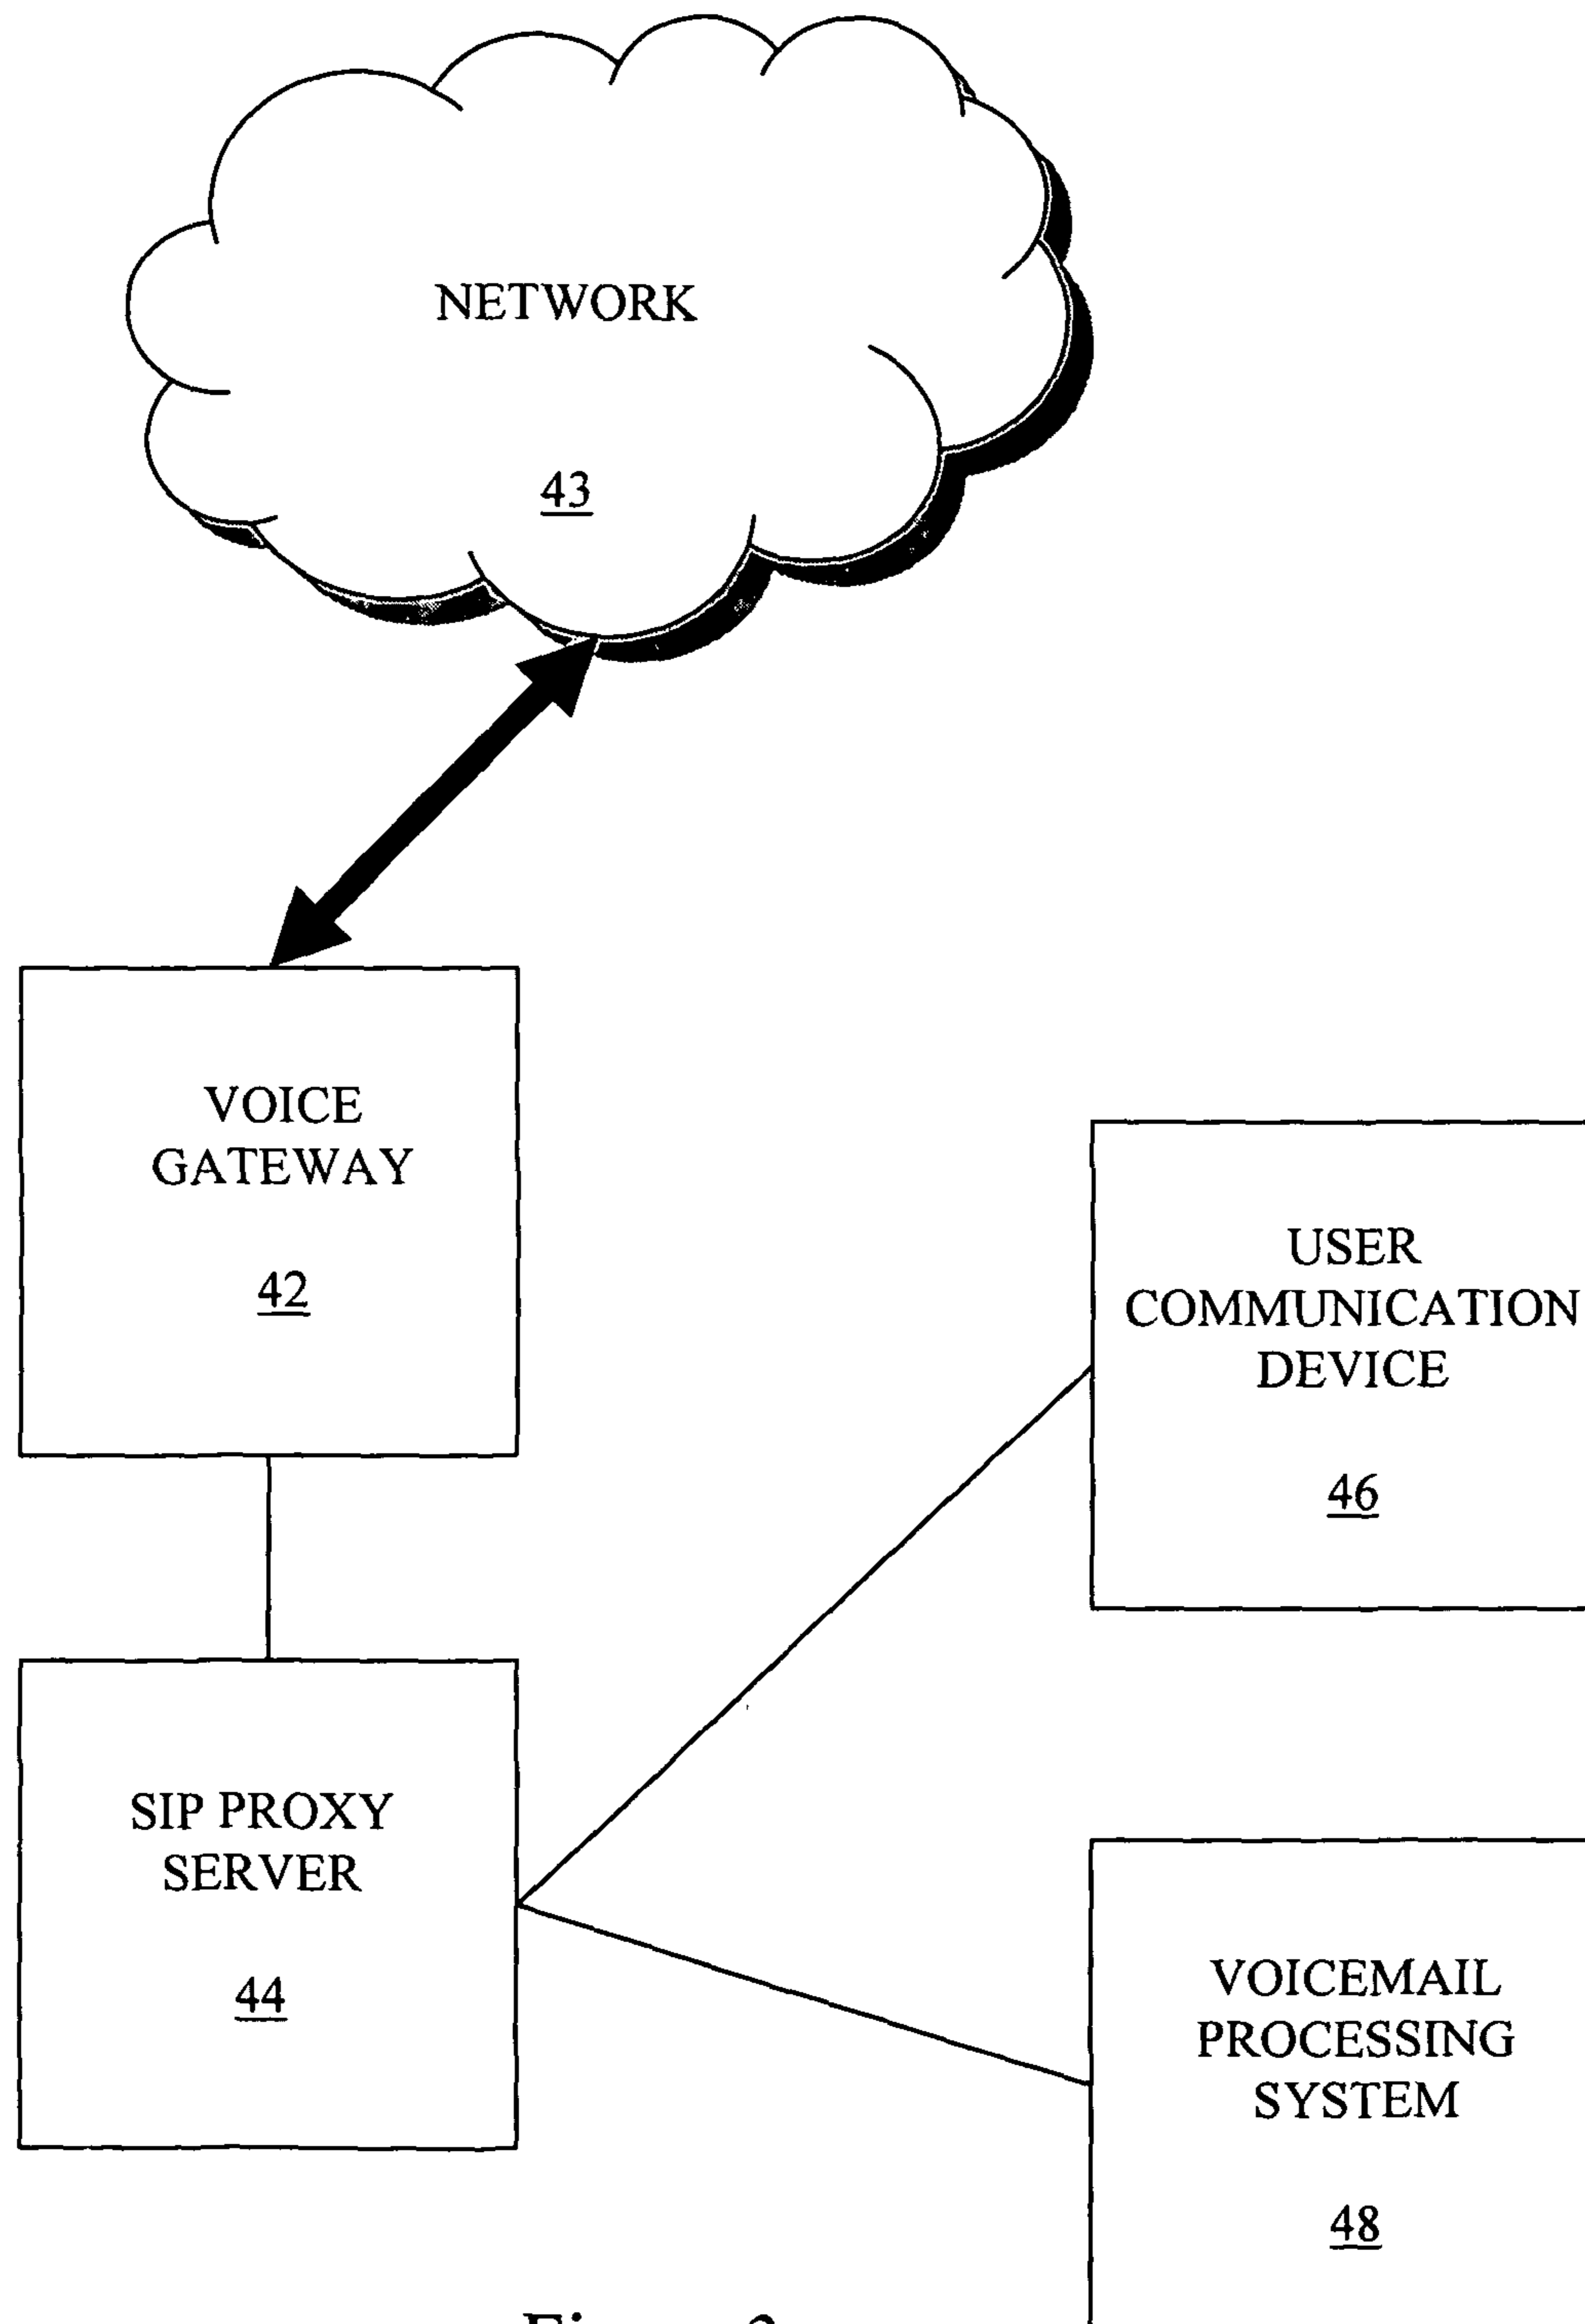 NETWORK
43
VOICE
GATEWAY
42
USER
COMMUNICATION
DEVICE
46
SIP PROXY
SERVER
44
VOICEMAIL
PROCESSING
SYSTEM
48